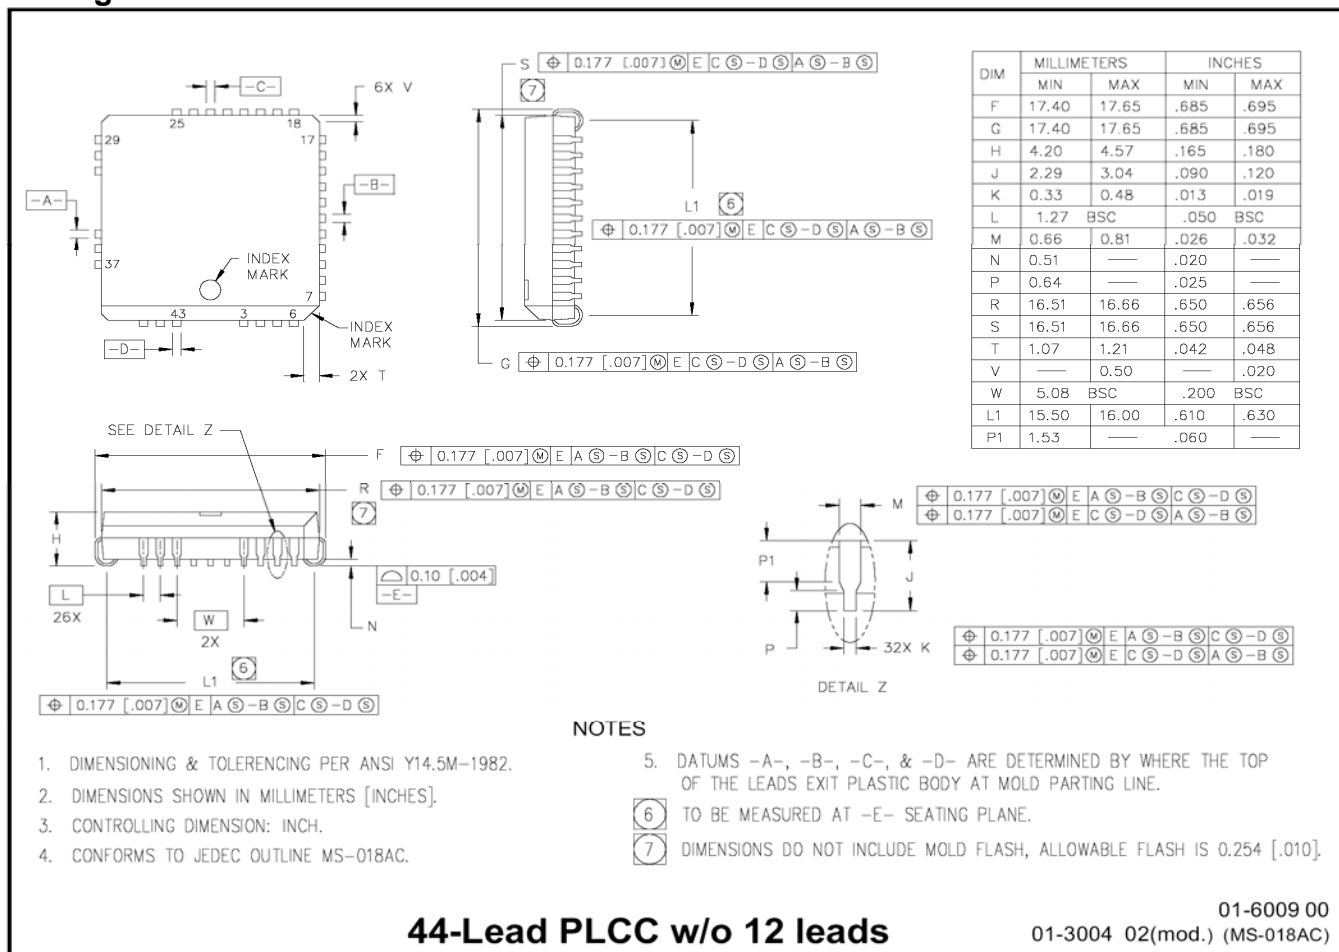 -C-
6X V
25
18
29
17
-A-
-B-
37
INDEX
MARK
7
43
3
6
INDEX
MARK
-D-
2X T
S ⌖ 0.177 [.007]Ⓜ E C Ⓢ-D Ⓢ A Ⓢ-B Ⓢ
7
L1 6
⌖ 0.177 [.007]Ⓜ E C Ⓢ-D Ⓢ A Ⓢ-B Ⓢ
G ⌖ 0.177 [.007]Ⓜ E C Ⓢ-D Ⓢ A Ⓢ-B Ⓢ
DIM MILLIMETERS INCHES
MIN MAX MIN MAX
F 17.40 17.65 .685 .695
G 17.40 17.65 .685 .695
H 4.20 4.57 .165 .180
J 2.29 3.04 .090 .120
K 0.33 0.48 .013 .019
L 1.27 BSC .050 BSC
M 0.66 0.81 .026 .032
N 0.51 — .020 —
P 0.64 — .025 —
R 16.51 16.66 .650 .656
S 16.51 16.66 .650 .656
T 1.07 1.21 .042 .048
V — 0.50 — .020
W 5.08 BSC .200 BSC
L1 15.50 16.00 .610 .630
P1 1.53 — .060 —
SEE DETAIL Z
F ⌖ 0.177 [.007]Ⓜ E A Ⓢ-B Ⓢ C Ⓢ-D Ⓢ
R ⌖ 0.177 [.007]Ⓜ E A Ⓢ-B Ⓢ C Ⓢ-D Ⓢ
7
H
⌓ 0.10 [.004]
-E-
L
26X
W
2X
N
6
L1
⌖ 0.177 [.007]Ⓜ E A Ⓢ-B Ⓢ C Ⓢ-D Ⓢ
M ⌖ 0.177 [.007]Ⓜ E A Ⓢ-B Ⓢ C Ⓢ-D Ⓢ
⌖ 0.177 [.007]Ⓜ E C Ⓢ-D Ⓢ A Ⓢ-B Ⓢ
P1
J
P
32X K
⌖ 0.177 [.007]Ⓜ E A Ⓢ-B Ⓢ C Ⓢ-D Ⓢ
⌖ 0.177 [.007]Ⓜ E C Ⓢ-D Ⓢ A Ⓢ-B Ⓢ
DETAIL Z
NOTES
1. DIMENSIONING & TOLERENCING PER ANSI Y14.5M-1982.
2. DIMENSIONS SHOWN IN MILLIMETERS [INCHES].
3. CONTROLLING DIMENSION: INCH.
4. CONFORMS TO JEDEC OUTLINE MS-018AC.
5. DATUMS -A-, -B-, -C-, & -D- ARE DETERMINED BY WHERE THE TOP
OF THE LEADS EXIT PLASTIC BODY AT MOLD PARTING LINE.
6 TO BE MEASURED AT -E- SEATING PLANE.
7 DIMENSIONS DO NOT INCLUDE MOLD FLASH, ALLOWABLE FLASH IS 0.254 [.010].
44-Lead PLCC w/o 12 leads
01-6009 00
01-3004 02(mod.) (MS-018AC)